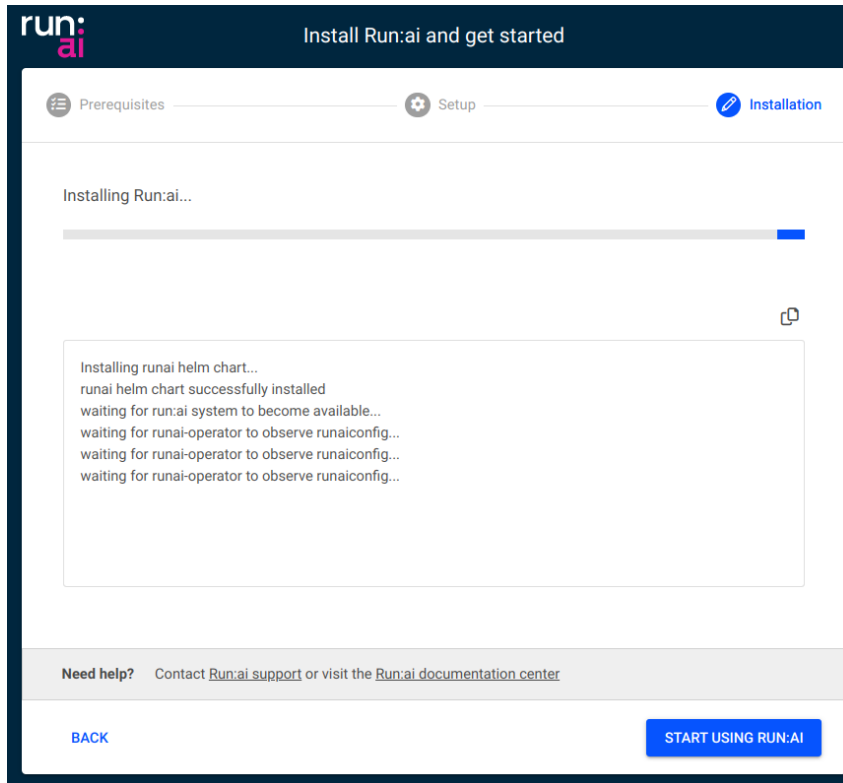 run:
ai
Install Run:ai and get started
Prerequisites
Setup
Installation
Installing Run:ai...
Installing runai helm chart...
runai helm chart successfully installed
waiting for run:ai system to become available...
waiting for runai-operator to observe runaiconfig...
waiting for runai-operator to observe runaiconfig...
waiting for runai-operator to observe runaiconfig...
Need help? Contact Run:ai support or visit the Run:ai documentation center
BACK
START USING RUN:AI